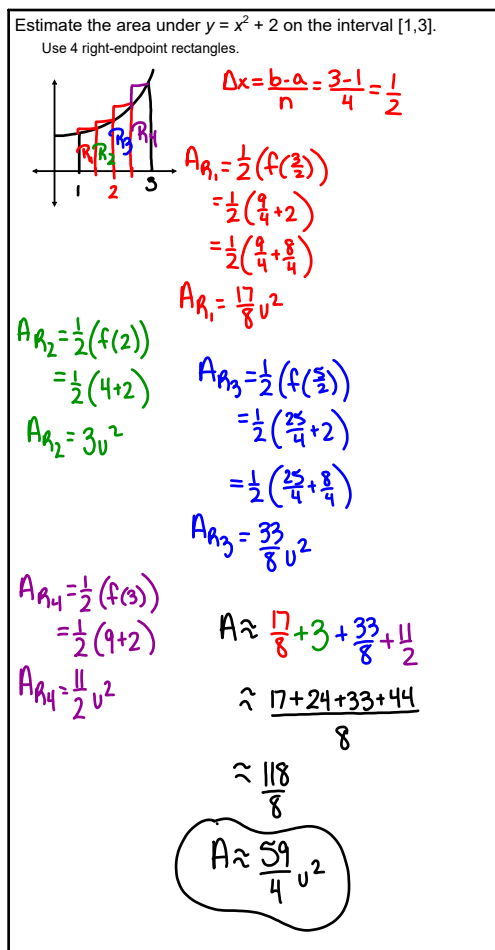 Estimate the area under y = x² + 2 on the interval [1,3].
Use 4 right-endpoint rectangles.
Δx = b-a/n = 3-1/4 = 1/2
R₁ R₂ R₃ R₄
1 2 3
A_R₁ = 1/2 (f(3/2))
= 1/2 (9/4 + 2)
= 1/2 (9/4 + 8/4)
A_R₁ = 17/8 u²
A_R₂ = 1/2 (f(2))
= 1/2 (4+2)
A_R₂ = 3u²
A_R₃ = 1/2 (f(5/2))
= 1/2 (25/4 + 2)
= 1/2 (25/4 + 8/4)
A_R₃ = 33/8 u²
A_R₄ = 1/2 (f(3))
= 1/2 (9+2)
A_R₄ = 11/2 u²
A ≈ 17/8 + 3 + 33/8 + 11/2
≈ 17+24+33+44/8
≈ 118/8
A ≈ 59/4 u²